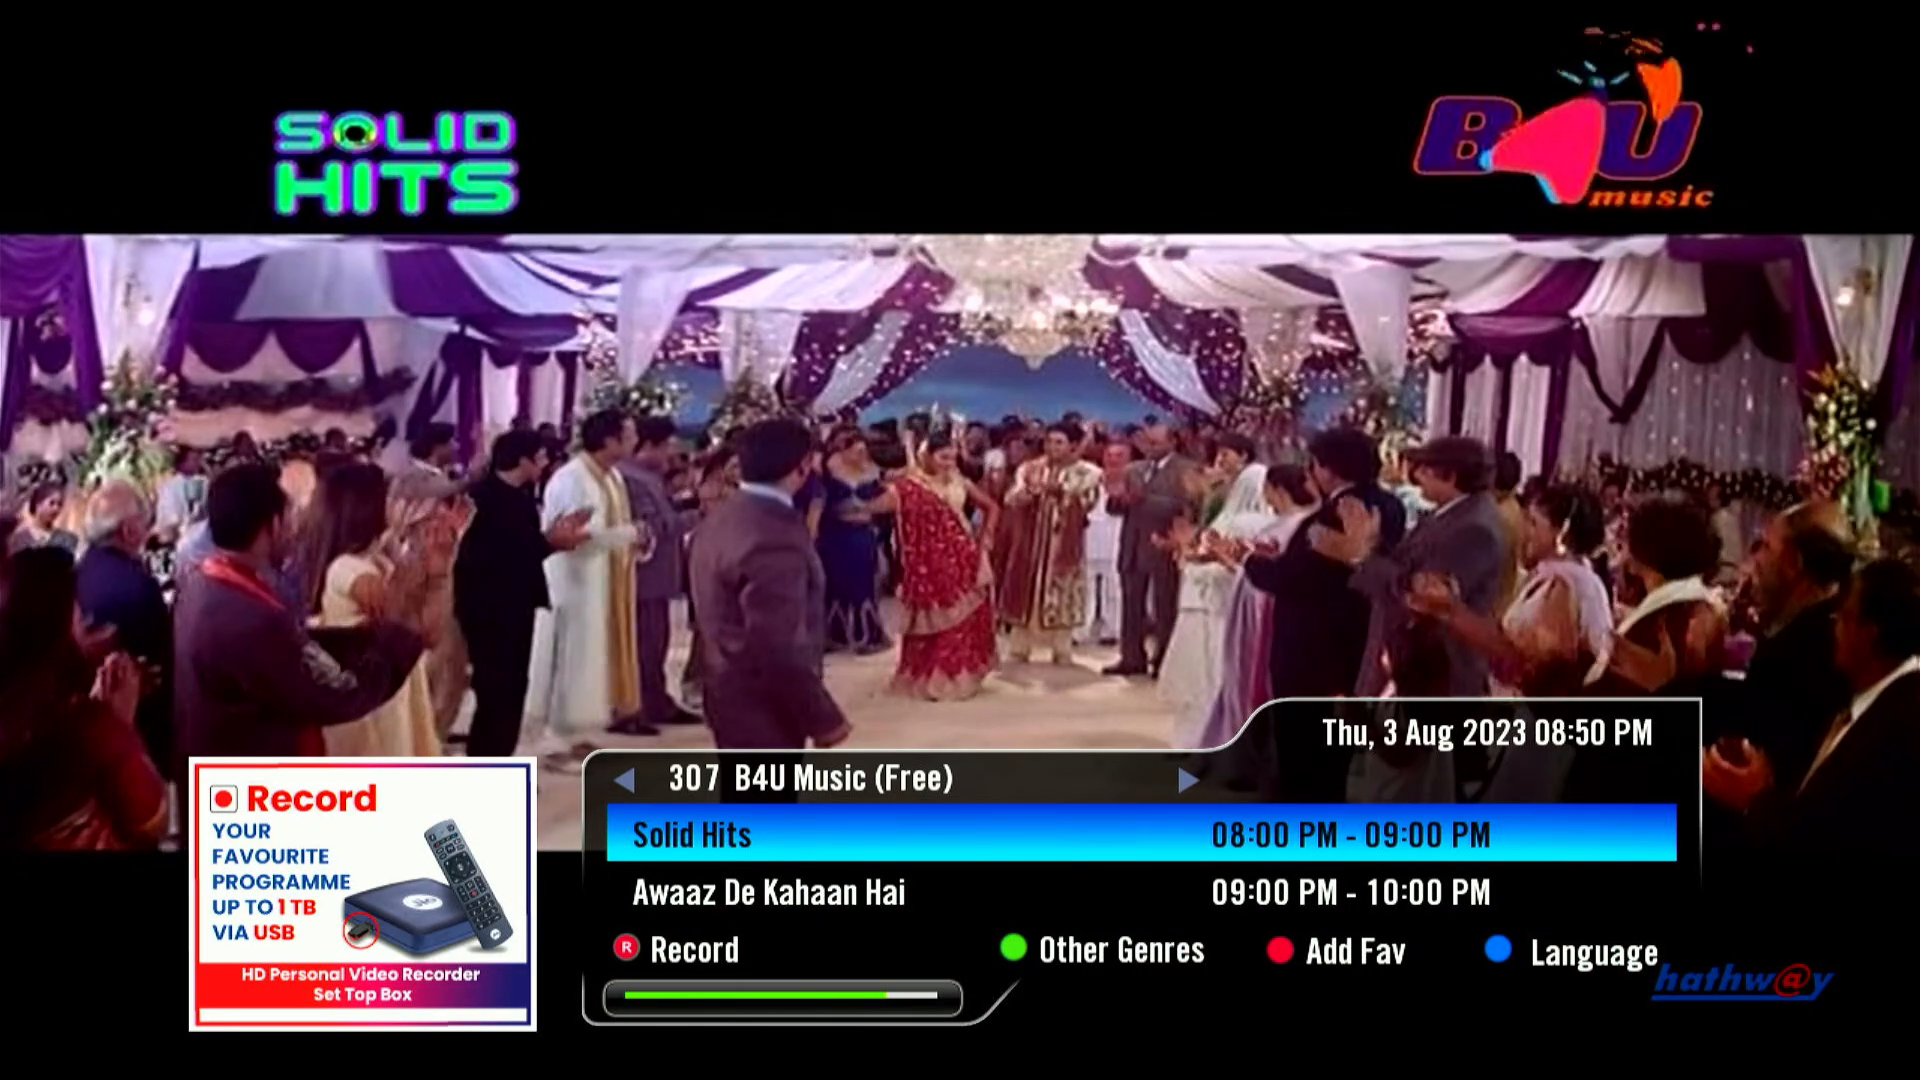 SOLID
HITS
B4U
music
Thu, 3 Aug 2023 08:50 PM
307 B4U Music (Free)
Solid Hits 08:00 PM - 09:00 PM
Awaaz De Kahaan Hai 09:00 PM - 10:00 PM
R Record Other Genres Add Fav Language
Record
YOUR
FAVOURITE
PROGRAMME
UP TO 1 TB
VIA USB
Jio
HD Personal Video Recorder
Set Top Box
hathw@y